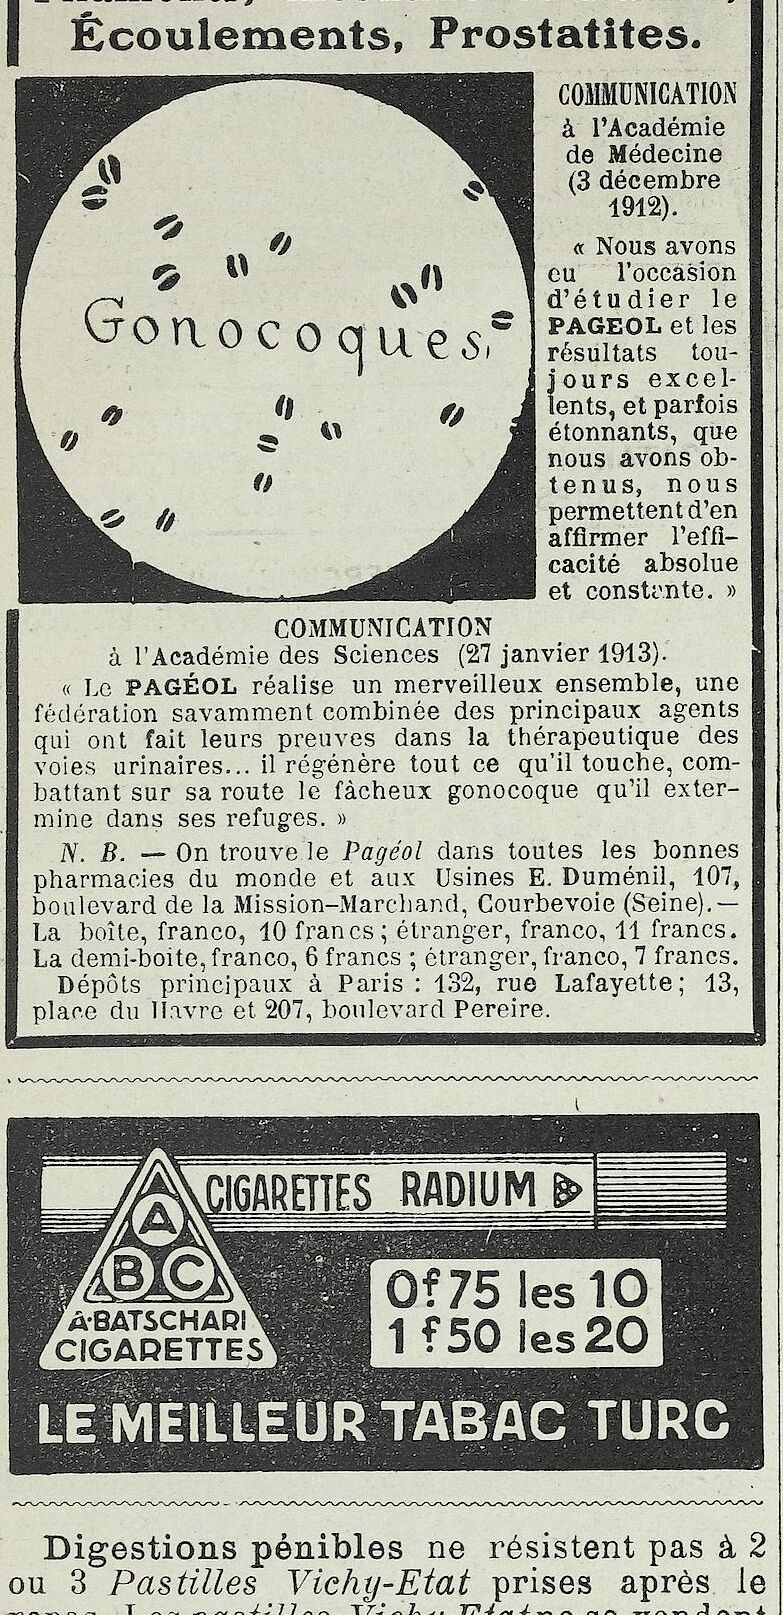 Écoulements, Prostatites.
Gonocoques.
COMMUNICATION
à l'Académie
de Médecine
(3 décembre
1912).
« Nous avons
eu l'occasion
d'étudier le
PAGEOL et les
résultats tou-
jours excel-
lents, et parfois
étonnants, que
nous avons ob-
tenus, nous
permettent d'en
affirmer l'effi-
cacité absolue
et constante. »
COMMUNICATION
à l'Académie des Sciences (27 janvier 1913).
« Le PAGÉOL réalise un merveilleux ensemble, une
fédération savamment combinée des principaux agents
qui ont fait leurs preuves dans la thérapeutique des
voies urinaires... il régénère tout ce qu'il touche, com-
battant sur sa route le fâcheux gonocoque qu'il exter-
mine dans ses refuges. »
N. B. — On trouve le Pagéol dans toutes les bonnes
pharmacies du monde et aux Usines E. Duménil, 107,
boulevard de la Mission-Marchand, Courbevoie (Seine).—
La boîte, franco, 10 francs ; étranger, franco, 11 francs.
La demi-boite, franco, 6 francs ; étranger, franco, 7 francs.
Dépôts principaux à Paris : 132, rue Lafayette ; 13,
place du Havre et 207, boulevard Pereire.
CIGARETTES RADIUM
A
B C
A·BATSCHARI
CIGARETTES
0f75 les 10
1f50 les 20
LE MEILLEUR TABAC TURC
Digestions pénibles ne résistent pas à 2
ou 3 Pastilles Vichy-Etat prises après le
repas. Les pastilles Vichy-Etat ne se vendent